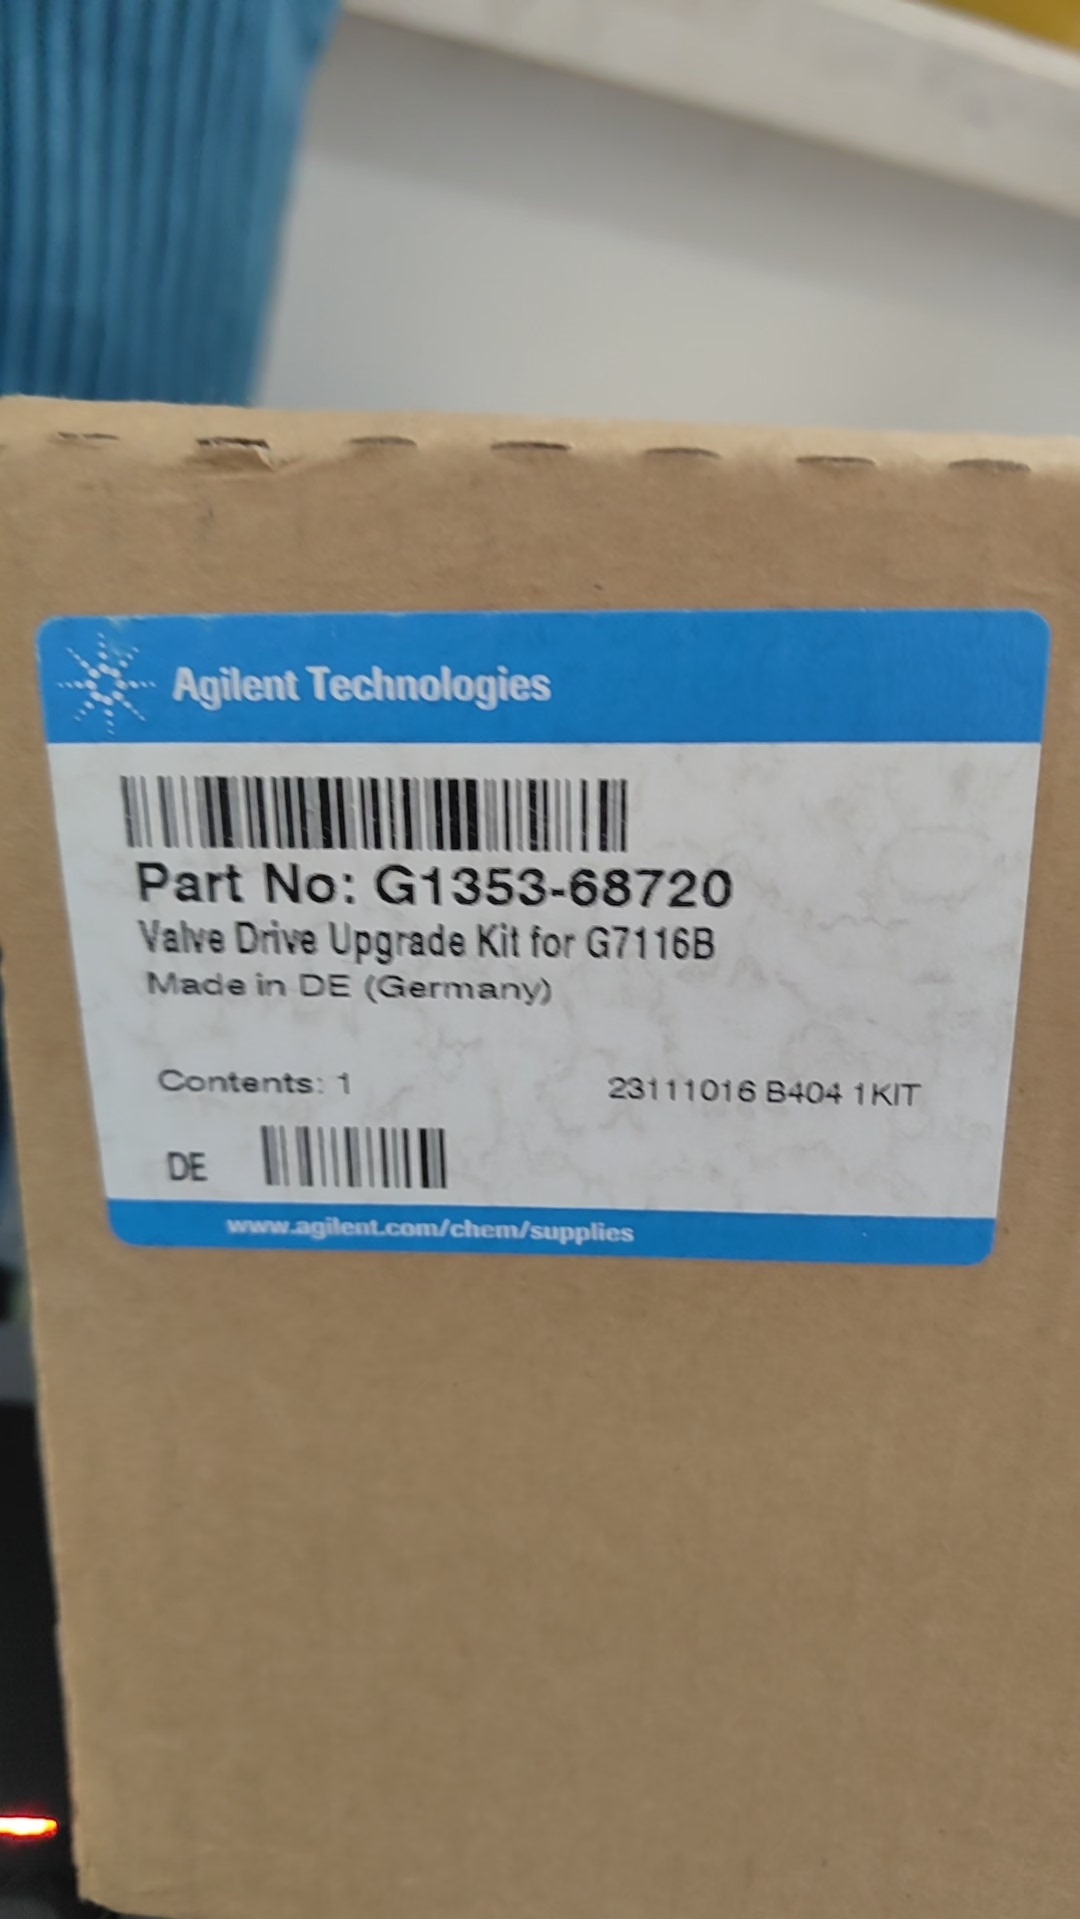 Agilent Technologies
Part No: G1353-68720
Valve Drive Upgrade Kit for G7116B
Made in DE (Germany)
Contents: 1
23111016 B404 1KIT
DE
www.agilent.com/chem/supplies